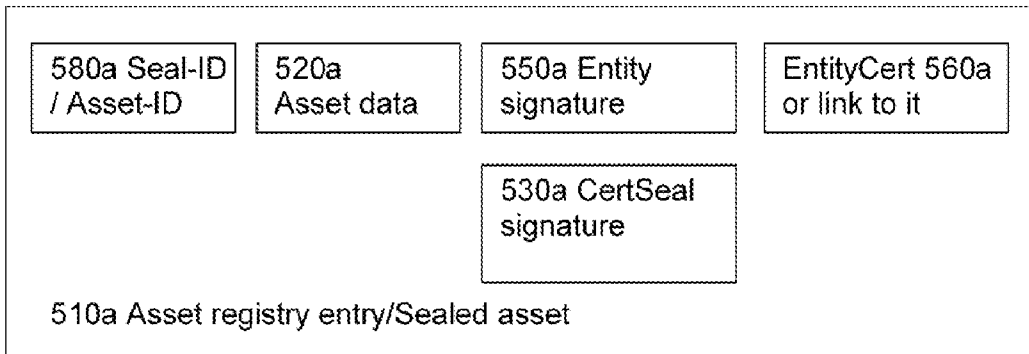 580a Seal-ID
/ Asset-ID
520a
Asset data
550a Entity
signature
EntityCert 560a
or link to it
530a CertSeal
signature
510a Asset registry entry/Sealed asset